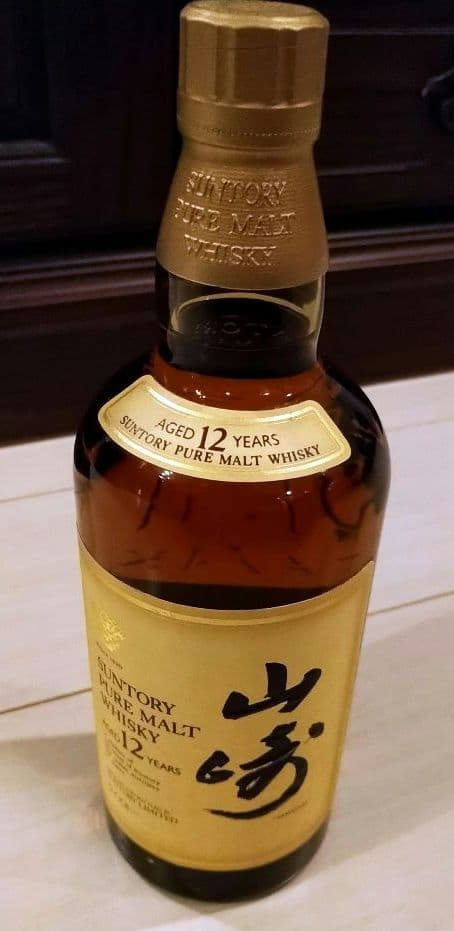 SUNTORY
PURE MALT
WHISKY
AGED 12 YEARS
SUNTORY PURE MALT WHISKY
SUNTORY
PURE MALT
WHISKY
AGED 12 YEARS
山崎
LIMITED